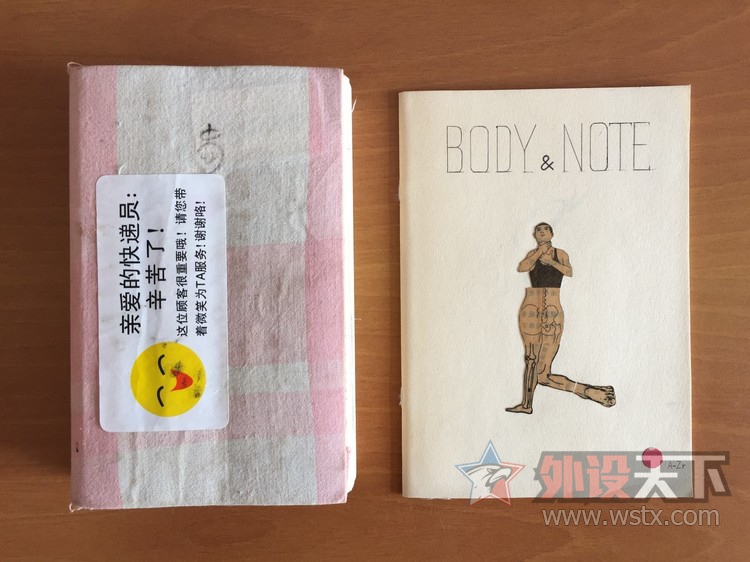 亲爱的快递员：
辛苦了！
这位顾客很重要哦！请您带
着微笑为TA服务！谢谢咯！
BODY & NOTE
A-Zx
外设天下
www.wstx.com